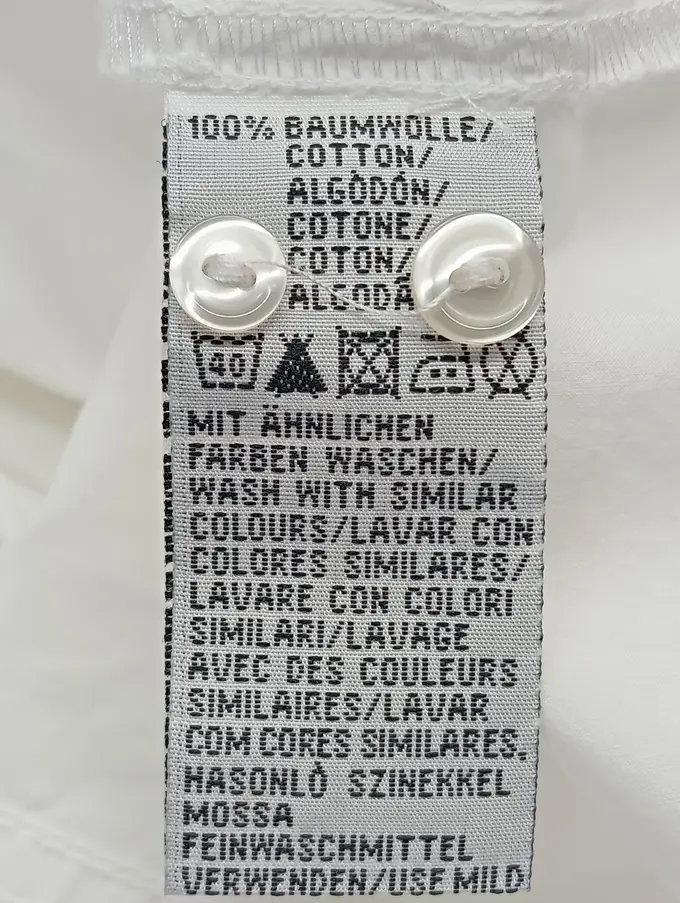 100% BAUMWOLLE/
COTTON/
ALGÒDÓN/
COTONE/
COTON/
ALGODÃ
40
MIT ÄHNLICHEN
FARBEN WASCHEN/
WASH WITH SIMILAR
COLOURS/LAVAR CON
COLORES SIMILARES/
LAVARE CON COLORI
SIMILARI/LAVAGE
AVEC DES COULEURS
SIMILAIRES/LAVAR
COM CORES SIMILARES.
HASONLÓ SZINEKKEL
MOSSA
FEINWASCHMITTEL
VERWENDEN/USE MILD